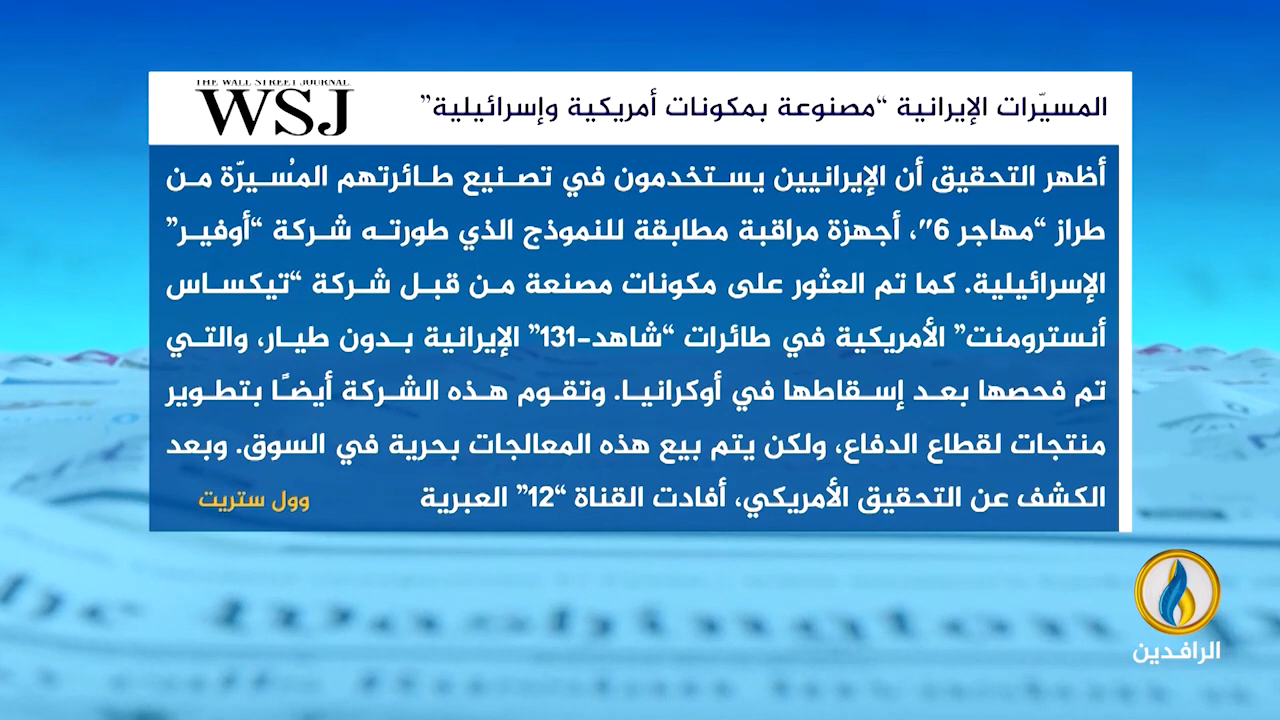 THE WALL STREET JOURNAL.
WSJ
المسيّرات الإيرانية “مصنوعة بمكونات أمريكية وإسرائيلية”
أظهر التحقيق أن الإيرانيين يستخدمون في تصنيع طائرتهم المُسيرّة من
طراز “مهاجر 6”، أجهزة مراقبة مطابقة للنموذج الذي طورته شركة “أوفير”
الإسرائيلية. كما تم العثور على مكونات مصنعة من قبل شركة “تيكساس
أنسترومنت” الأمريكية في طائرات “شاهد-131” الإيرانية بدون طيار، والتي
تم فحصها بعد إسقاطها في أوكرانيا. وتقوم هذه الشركة أيضًا بتطوير
منتجات لقطاع الدفاع، ولكن يتم بيع هذه المعالجات بحرية في السوق. وبعد
الكشف عن التحقيق الأمريكي، أفادت القناة “12” العبرية
وول ستريت
الرافدين